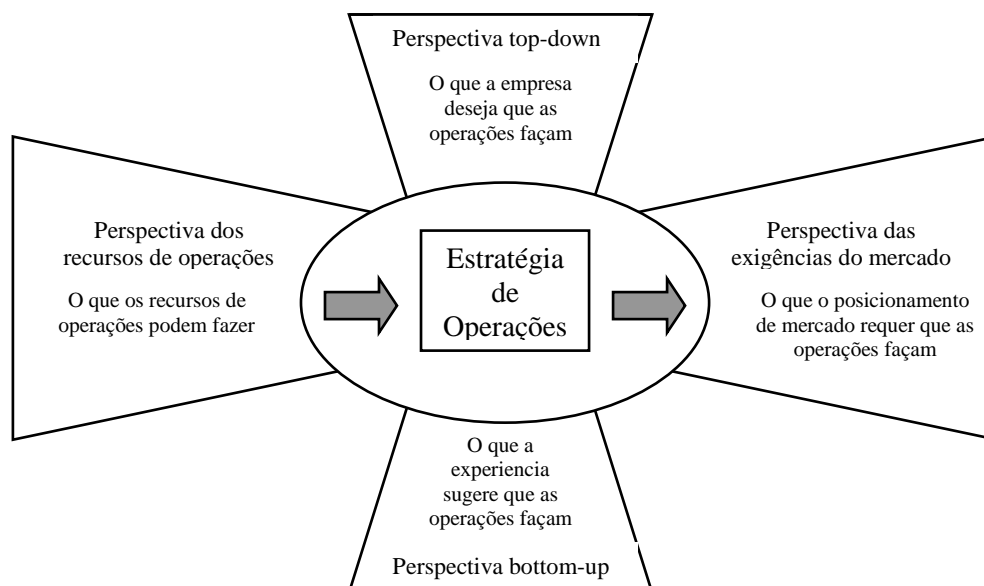 Perspectiva top-down
O que a empresa
deseja que as
operações façam
Perspectiva dos
recursos de operações
O que os recursos de
operações podem fazer
Estratégia
de
Operações
Perspectiva das
exigências do mercado
O que o posicionamento
de mercado requer que as
operações façam
O que a
experiencia
sugere que as
operações façam
Perspectiva bottom-up